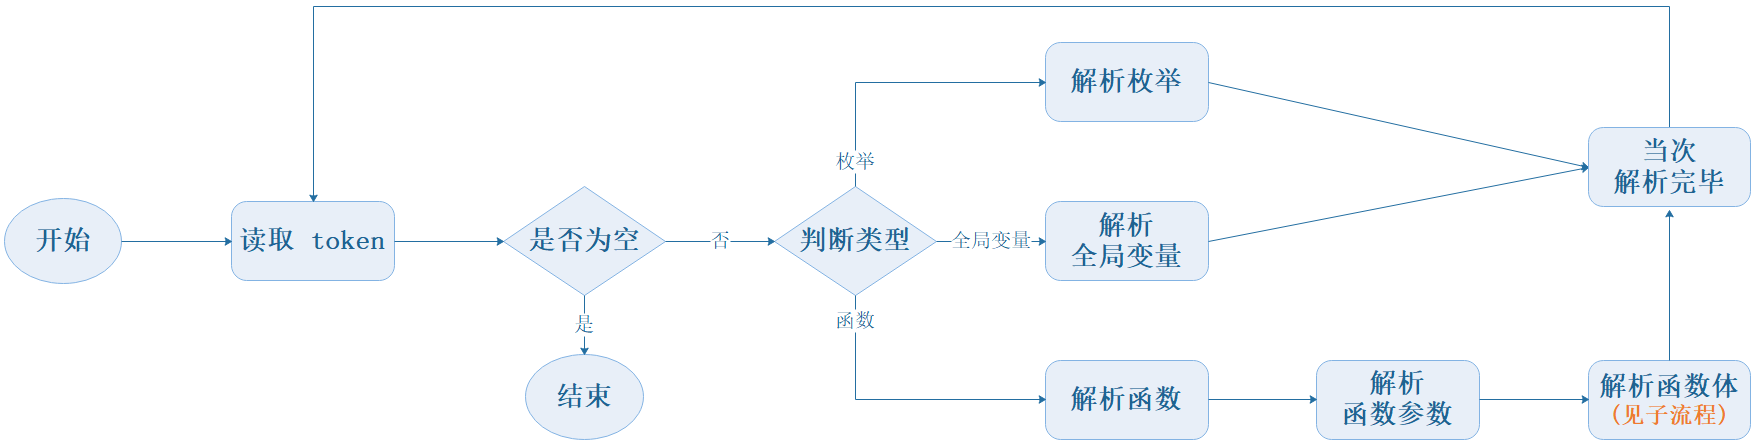 开始
读取 token
是否为空
否
是
结束
判断类型
枚举
全局变量
函数
解析枚举
解析
全局变量
解析函数
解析
函数参数
解析函数体
（见子流程）
当次
解析完毕